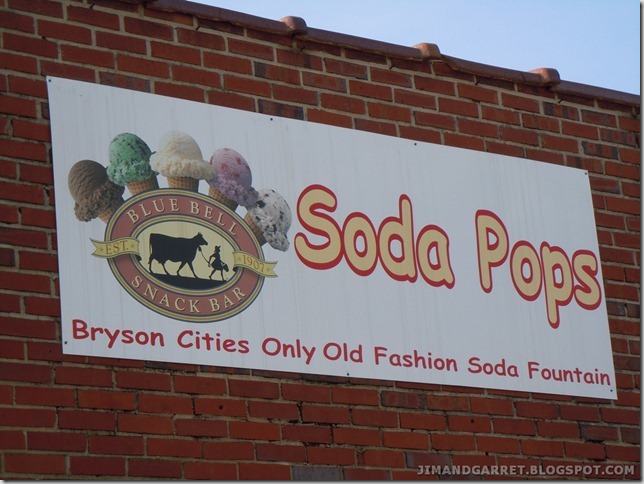 BLUE BELL
EST. 1907
SNACK BAR
Soda Pops
Bryson Cities Only Old Fashion Soda Fountain
JIMANDGARRET.BLOGSPOT.COM